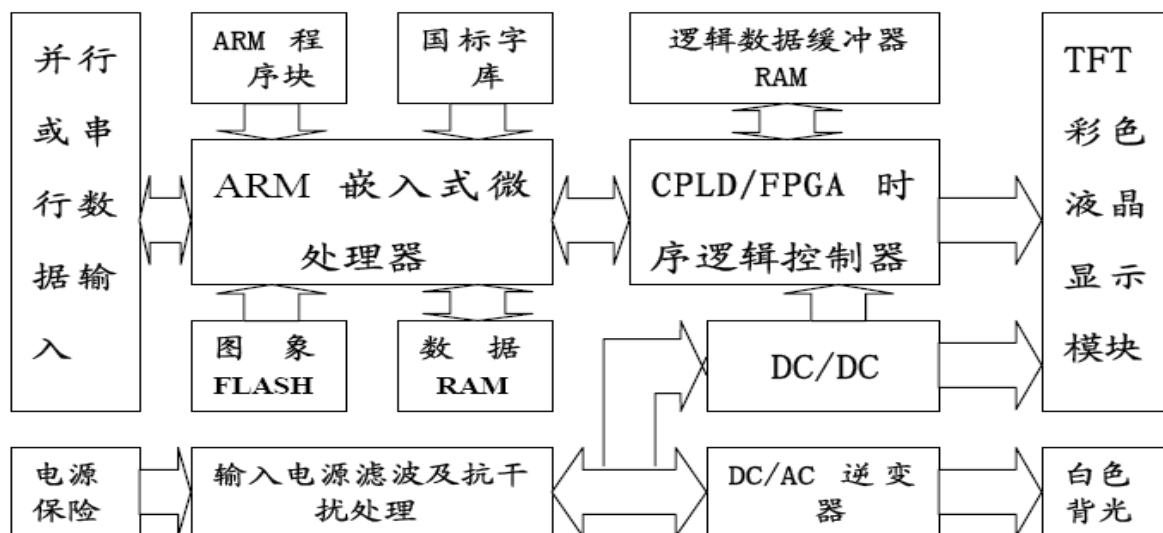 并行
或串
行数
据输
入
ARM 程
序块
国标字
库
逻辑数据缓冲器
RAM
TFT
彩色
液晶
显示
模块
ARM 嵌入式微
处理器
CPLD/FPGA 时
序逻辑控制器
图 象
FLASH
数 据
RAM
DC/DC
电源
保险
输入电源滤波及抗干
扰处理
DC/AC 逆变
器
白色
背光